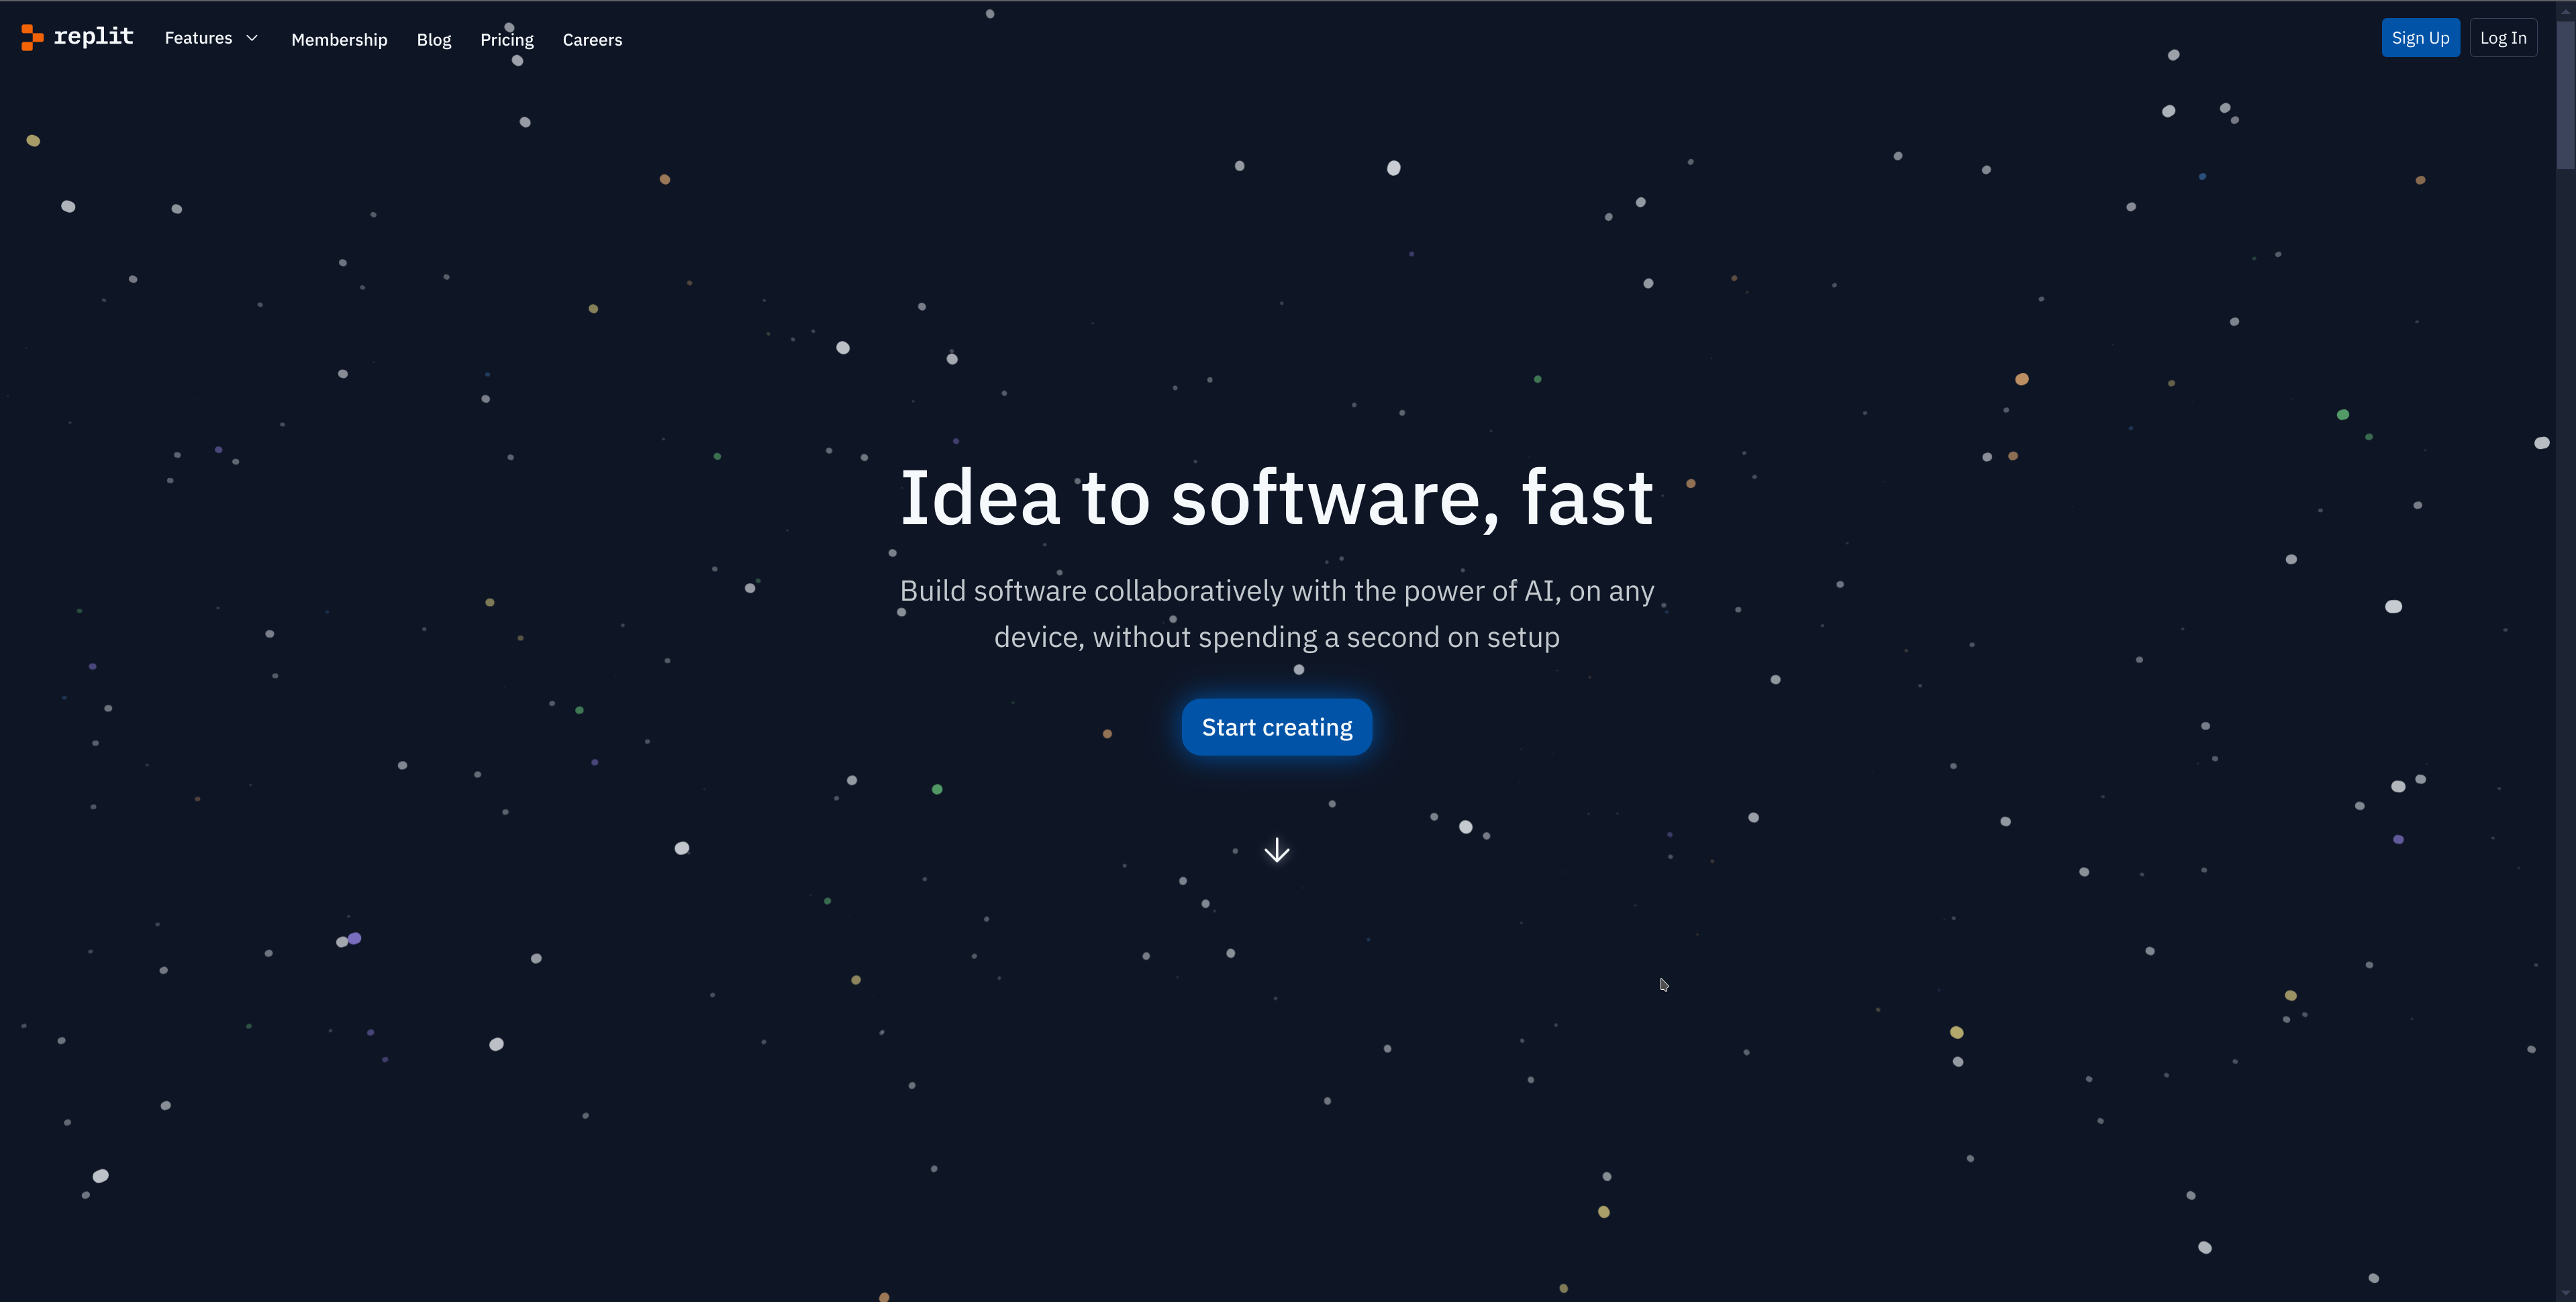 replit
Features
Membership
Blog
Pricing
Careers
Sign Up
Log In
Idea to software, fast
Build software collaboratively with the power of AI, on any
device, without spending a second on setup
Start creating